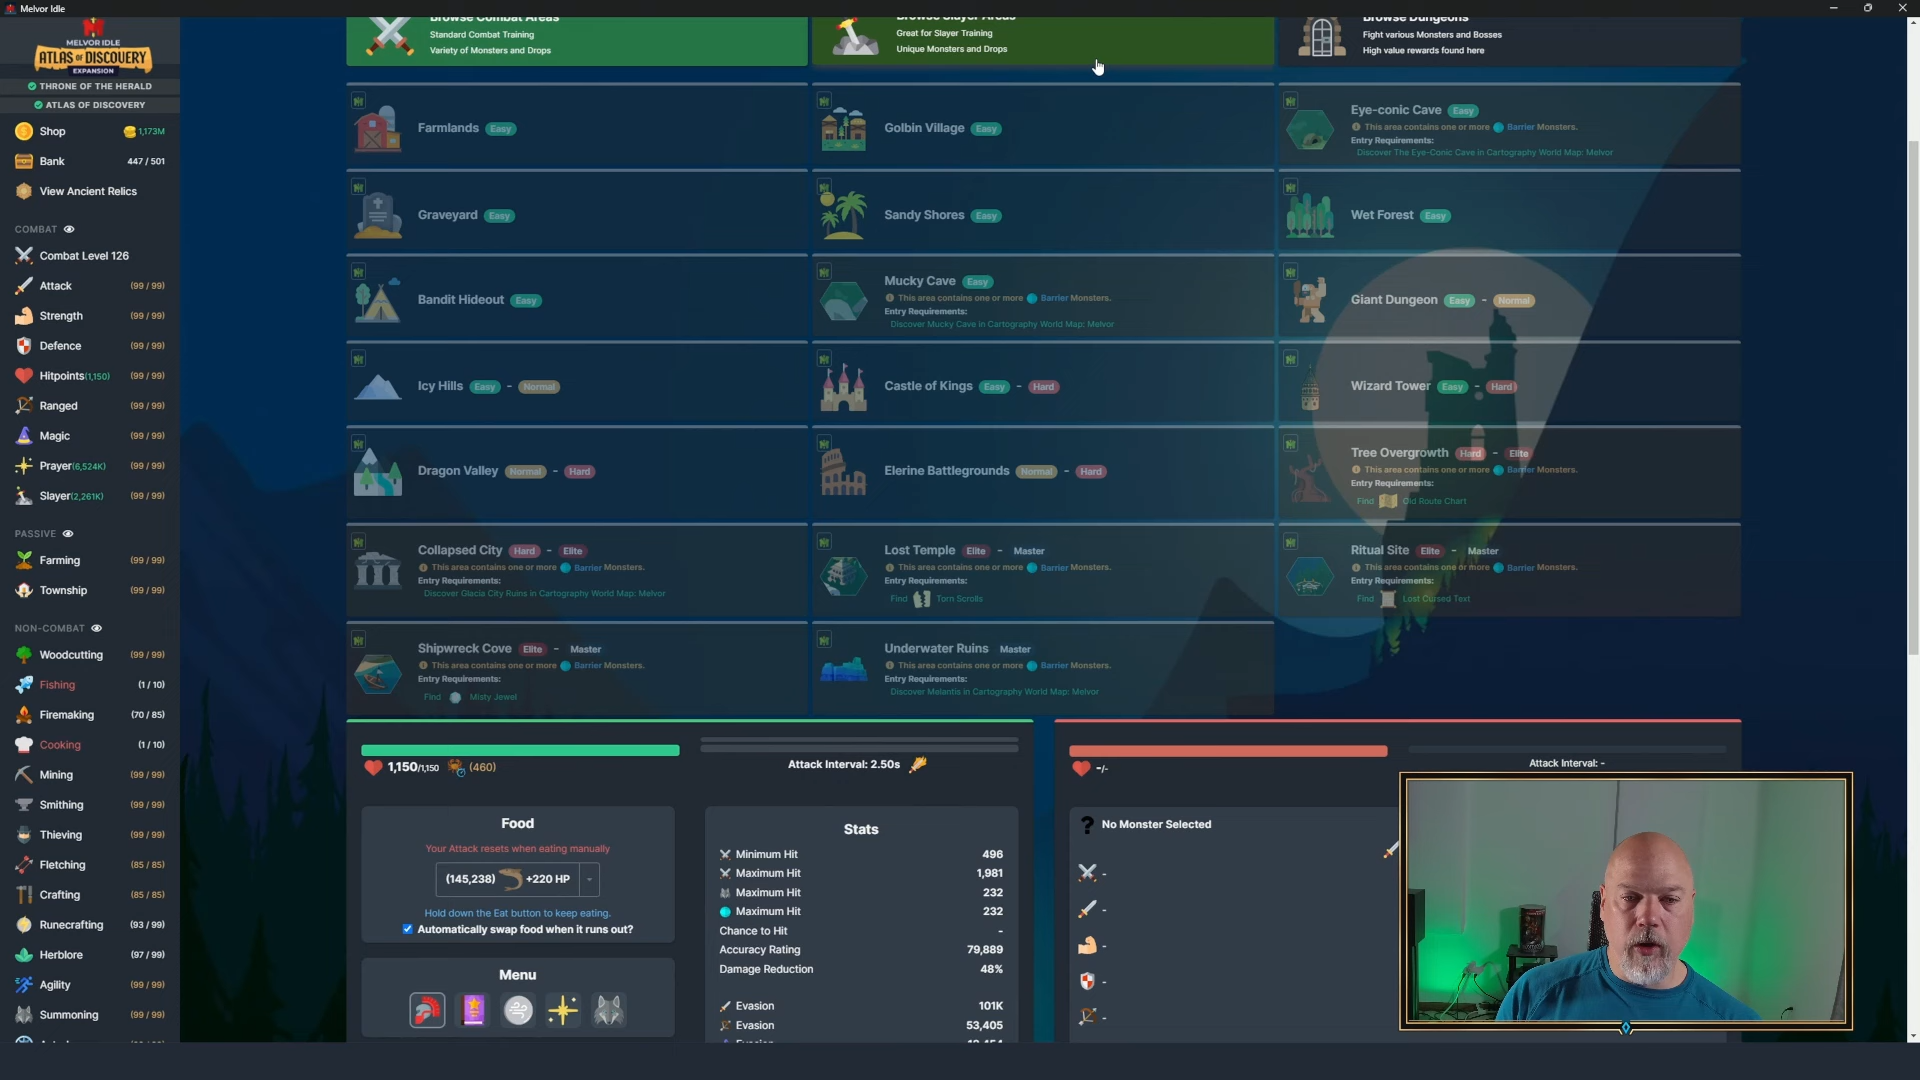 Melvor Idle
MELVOR IDLE
ATLAS OF DISCOVERY
EXPANSION
THRONE OF THE HERALD
ATLAS OF DISCOVERY
Shop 1,173M
Bank 447 / 501
View Ancient Relics
COMBAT
Combat Level 126
Attack (99 / 99)
Strength (99 / 99)
Defence (99 / 99)
Hitpoints(1,150) (99 / 99)
Ranged (99 / 99)
Magic (99 / 99)
Prayer(6,524K) (99 / 99)
Slayer(2,261K) (99 / 99)
PASSIVE
Farming (99 / 99)
Township (99 / 99)
NON-COMBAT
Woodcutting (99 / 99)
Fishing (1 / 10)
Firemaking (70 / 85)
Cooking (1 / 10)
Mining (99 / 99)
Smithing (99 / 99)
Thieving (99 / 99)
Fletching (85 / 85)
Crafting (85 / 85)
Runecrafting (93 / 99)
Herblore (97 / 99)
Agility (99 / 99)
Summoning (99 / 99)
Browse Combat Areas
Standard Combat Training
Variety of Monsters and Drops
Browse Slayer Areas
Great for Slayer Training
Unique Monsters and Drops
Browse Dungeons
Fight various Monsters and Bosses
High value rewards found here
Farmlands Easy
Golbin Village Easy
Eye-conic Cave Easy
This area contains one or more Barrier Monsters.
Entry Requirements:
Discover The Eye-Conic Cave in Cartography World Map: Melvor
Graveyard Easy
Sandy Shores Easy
Wet Forest Easy
Bandit Hideout Easy
Mucky Cave Easy
This area contains one or more Barrier Monsters.
Entry Requirements:
Discover Mucky Cave in Cartography World Map: Melvor
Giant Dungeon Easy - Normal
Icy Hills Easy - Normal
Castle of Kings Easy - Hard
Wizard Tower Easy - Hard
Dragon Valley Normal - Hard
Elerine Battlegrounds Normal - Hard
Tree Overgrowth Hard - Elite
This area contains one or more Barrier Monsters.
Entry Requirements:
Find Old Route Chart
Collapsed City Hard - Elite
This area contains one or more Barrier Monsters.
Entry Requirements:
Discover Glacia City Ruins in Cartography World Map: Melvor
Lost Temple Elite - Master
This area contains one or more Barrier Monsters.
Entry Requirements:
Find Torn Scrolls
Ritual Site Elite - Master
This area contains one or more Barrier Monsters.
Entry Requirements:
Find Lost Cursed Text
Shipwreck Cove Elite - Master
This area contains one or more Barrier Monsters.
Entry Requirements:
Find Misty Jewel
Underwater Ruins Master
This area contains one or more Barrier Monsters.
Entry Requirements:
Discover Melantis in Cartography World Map: Melvor
1,150/1,150 (460)
Attack Interval: 2.50s
Food
Your Attack resets when eating manually
(145,238) +220 HP
Hold down the Eat button to keep eating.
Automatically swap food when it runs out?
Menu
Stats
Minimum Hit 496
Maximum Hit 1,981
Maximum Hit 232
Maximum Hit 232
Chance to Hit -
Accuracy Rating 79,889
Damage Reduction 48%
Evasion 101K
Evasion 53,405
-/-
Attack Interval: -
? No Monster Selected
-
-
-
-
-